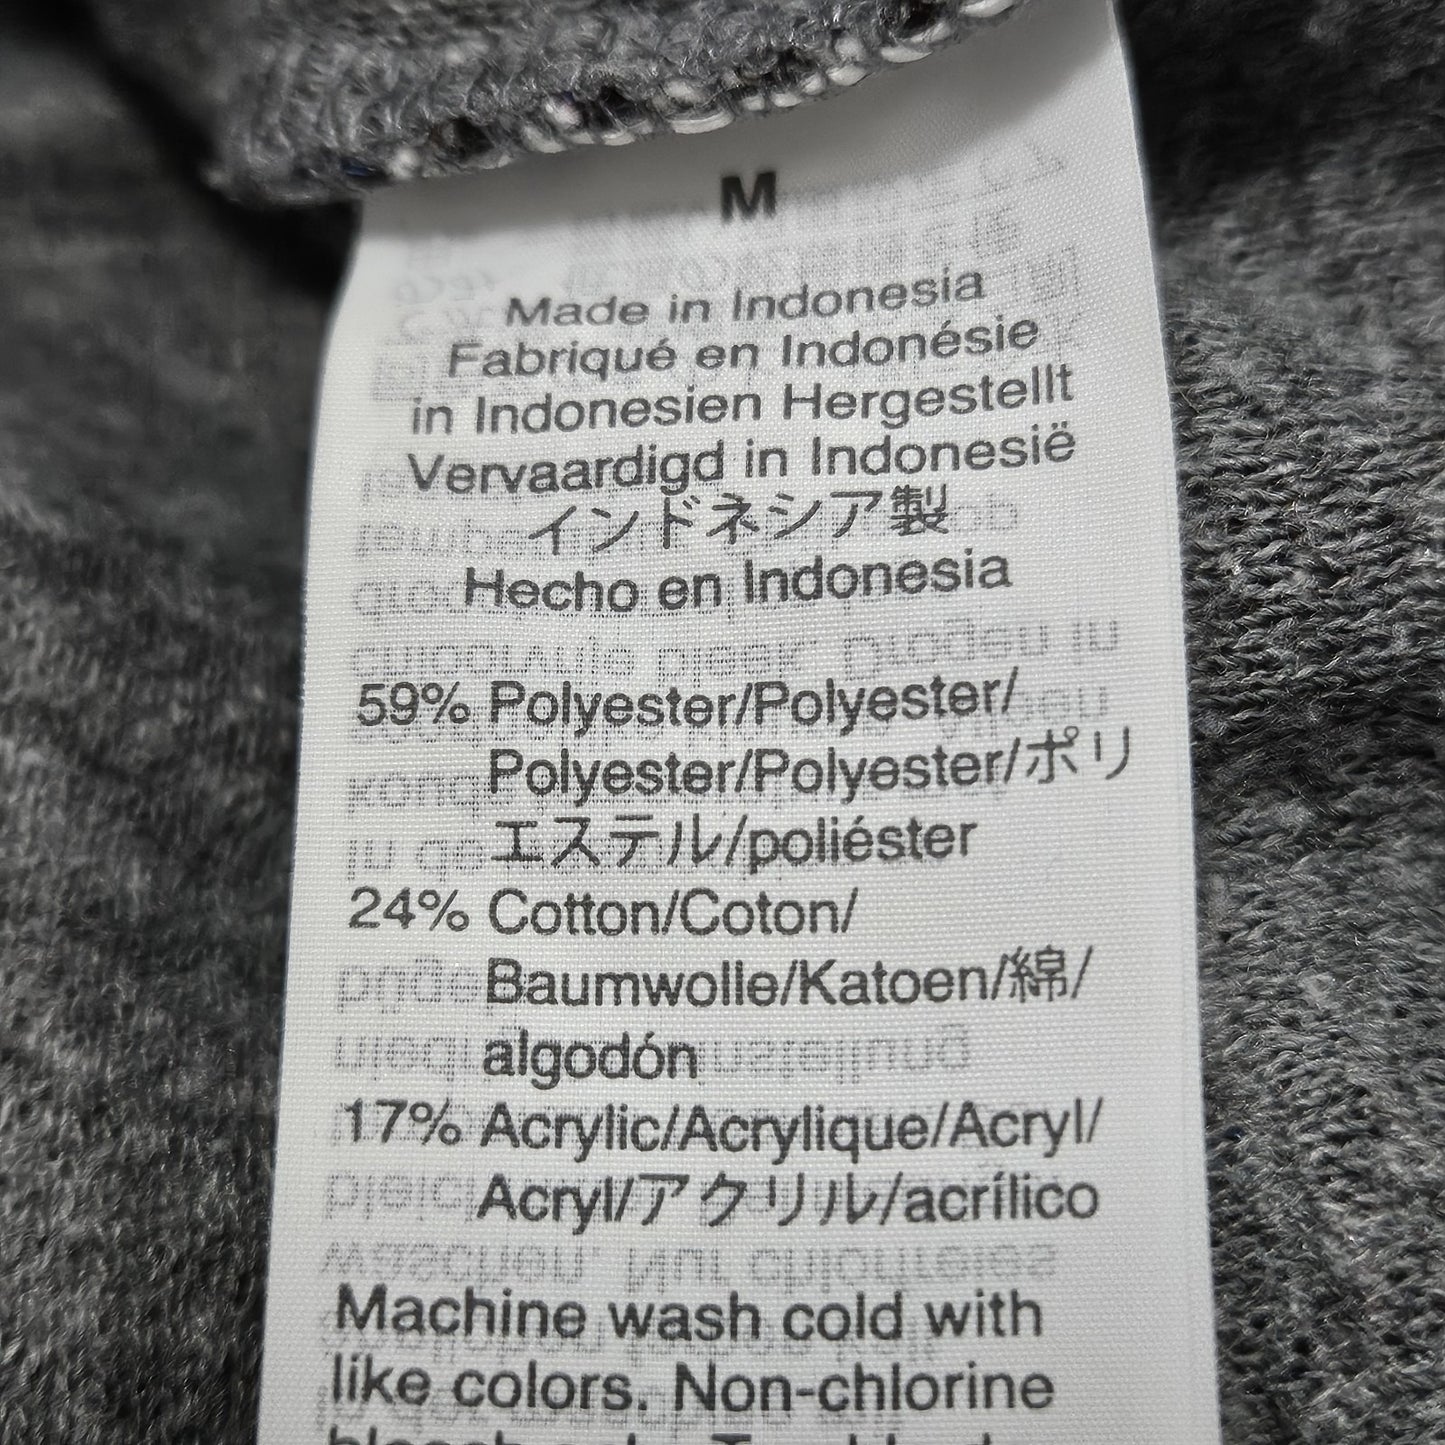 M
Made in Indonesia
Fabriqué en Indonésie
in Indonesien Hergestellt
Vervaardigd in Indonesië
インドネシア製
Hecho en Indonesia
59% Polyester/Polyester/
Polyester/Polyester/ポリ
エステル/poliéster
24% Cotton/Coton/
Baumwolle/Katoen/綿/
algodón
17% Acrylic/Acrylique/Acryl/
Acryl/アクリル/acrílico
Machine wash cold with
like colors. Non-chlorine